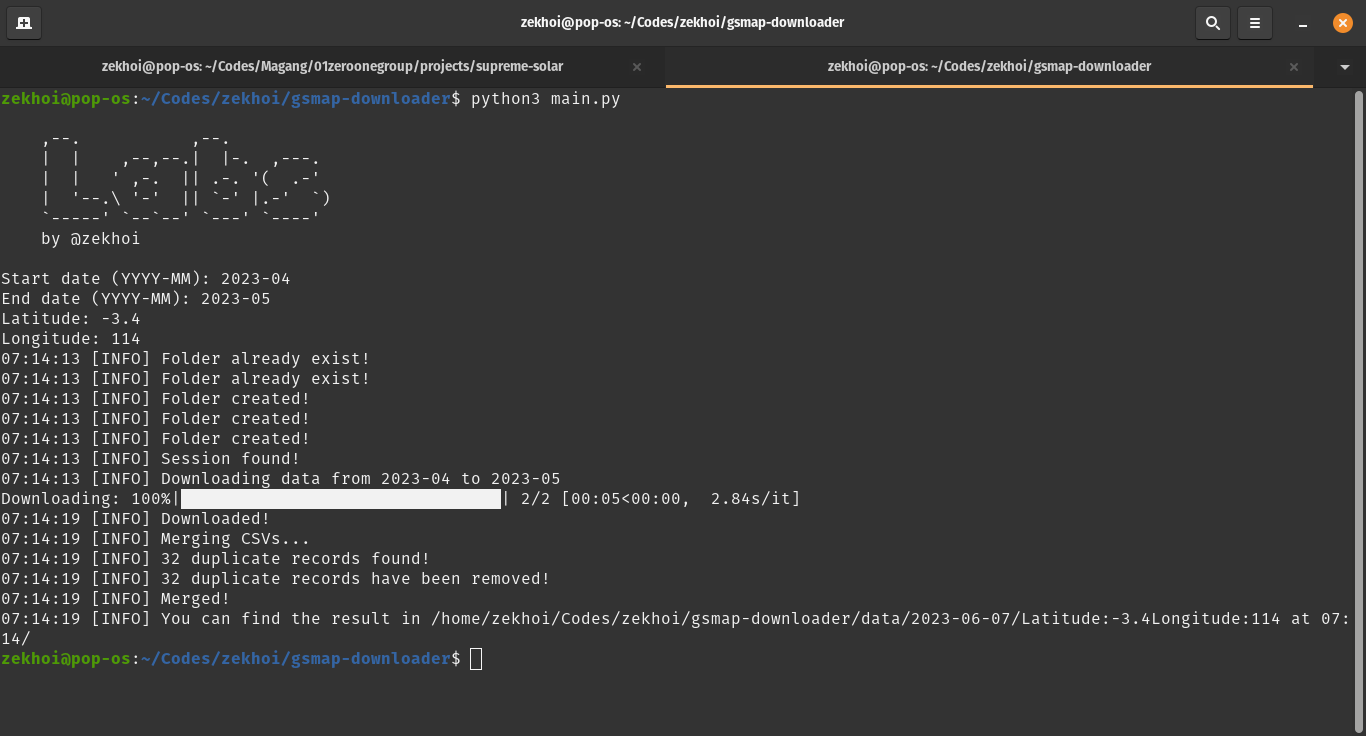 zekhoi@pop-os: ~/Codes/zekhoi/gsmap-downloader
zekhoi@pop-os: ~/Codes/Magang/01zeroonegroup/projects/supreme-solar
zekhoi@pop-os: ~/Codes/zekhoi/gsmap-downloader
zekhoi@pop-os:~/Codes/zekhoi/gsmap-downloader$ python3 main.py
    ,--.           ,--.
    |  |    ,--,--.|  |-.  ,---.
    |  |   ' ,-.  || .-. '(  .-'
    |  '--.\ '-'  || `-' |.-'  `)
    `-----' `--`--' `---' `----'
    by @zekhoi
Start date (YYYY-MM): 2023-04
End date (YYYY-MM): 2023-05
Latitude: -3.4
Longitude: 114
07:14:13 [INFO] Folder already exist!
07:14:13 [INFO] Folder already exist!
07:14:13 [INFO] Folder created!
07:14:13 [INFO] Folder created!
07:14:13 [INFO] Folder created!
07:14:13 [INFO] Session found!
07:14:13 [INFO] Downloading data from 2023-04 to 2023-05
Downloading: 100%|████████████████████████████████| 2/2 [00:05<00:00,  2.84s/it]
07:14:19 [INFO] Downloaded!
07:14:19 [INFO] Merging CSVs...
07:14:19 [INFO] 32 duplicate records found!
07:14:19 [INFO] 32 duplicate records have been removed!
07:14:19 [INFO] Merged!
07:14:19 [INFO] You can find the result in /home/zekhoi/Codes/zekhoi/gsmap-downloader/data/2023-06-07/Latitude:-3.4Longitude:114 at 07:
14/
zekhoi@pop-os:~/Codes/zekhoi/gsmap-downloader$